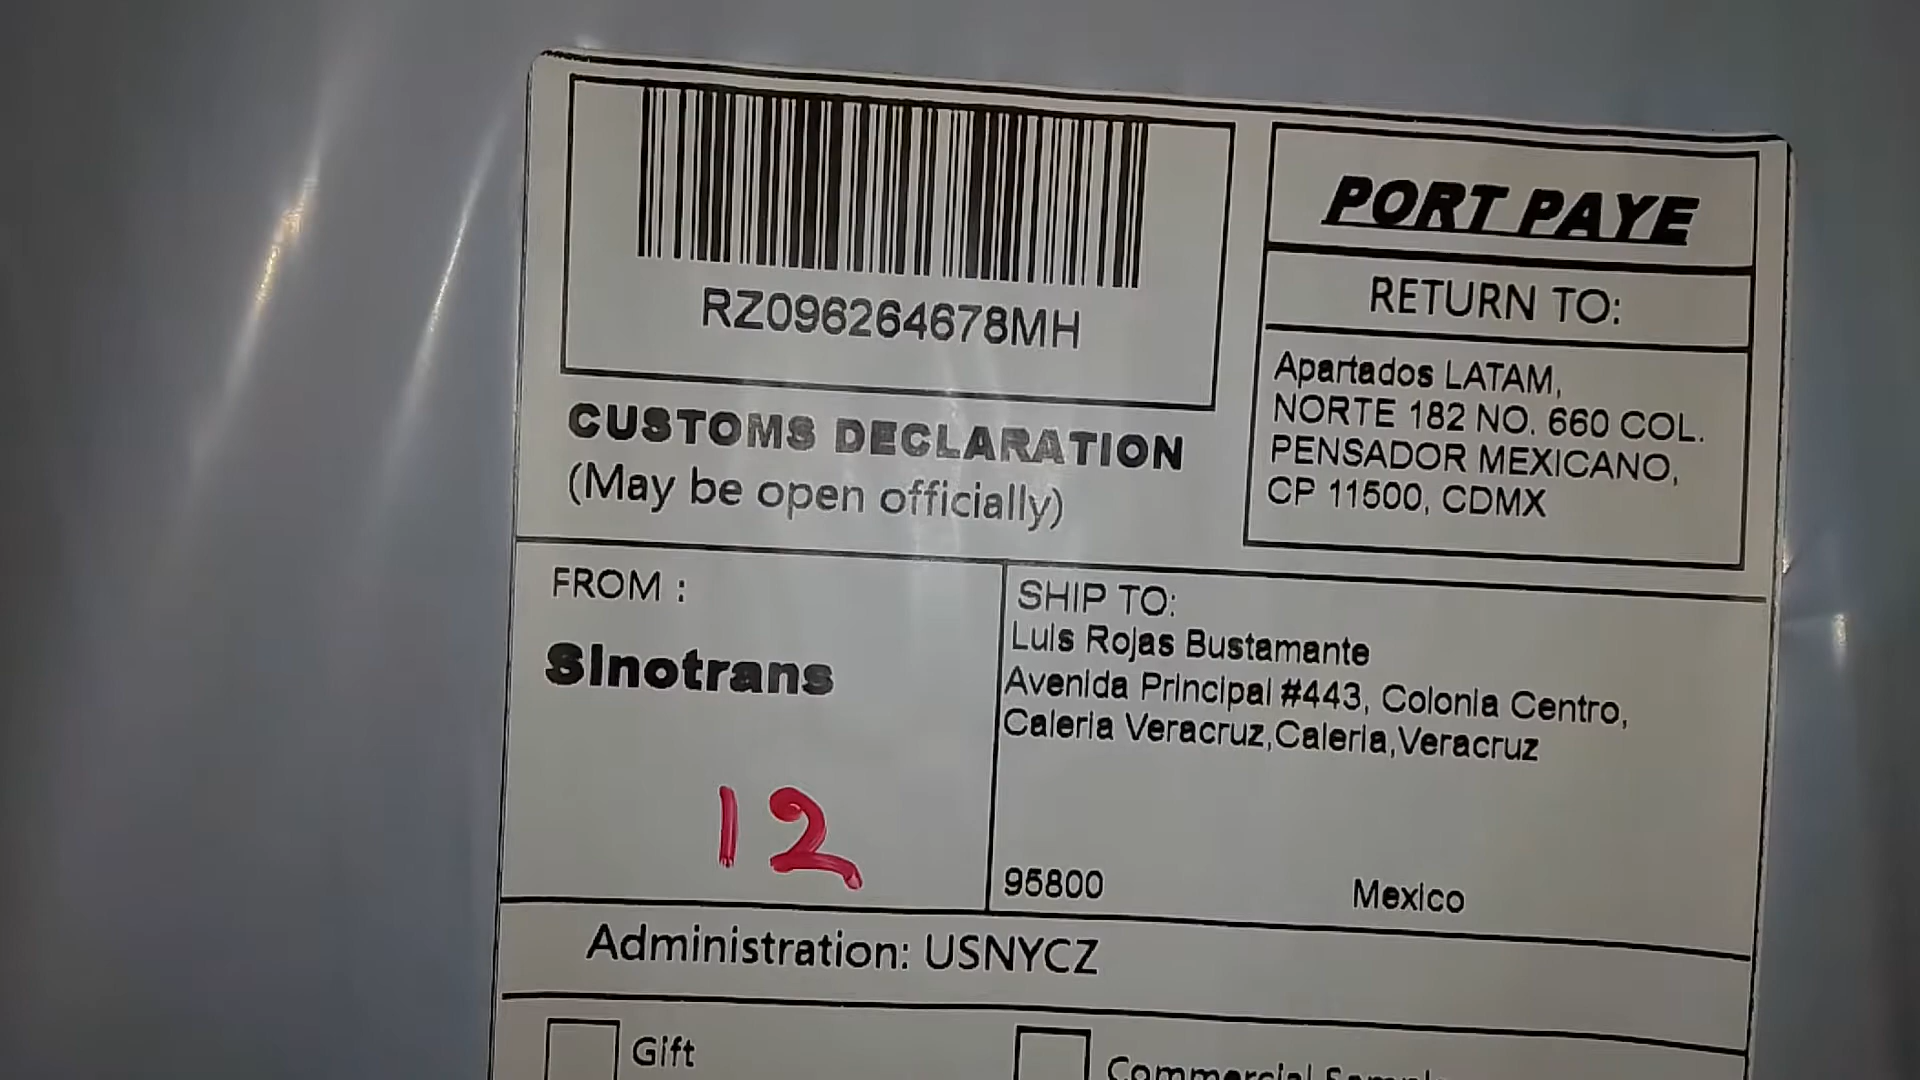 RZ096264678MH
PORT PAYE
RETURN TO:
Apartados LATAM,
NORTE 182 NO. 660 COL.
PENSADOR MEXICANO,
CP 11500, CDMX
CUSTOMS DECLARATION
(May be open officially)
FROM :
Sinotrans
12
SHIP TO:
Luis Rojas Bustamante
Avenida Principal #443, Colonia Centro,
Caleria Veracruz,Caleria,Veracruz
95800 Mexico
Administration: USNYCZ
Gift
Commercial